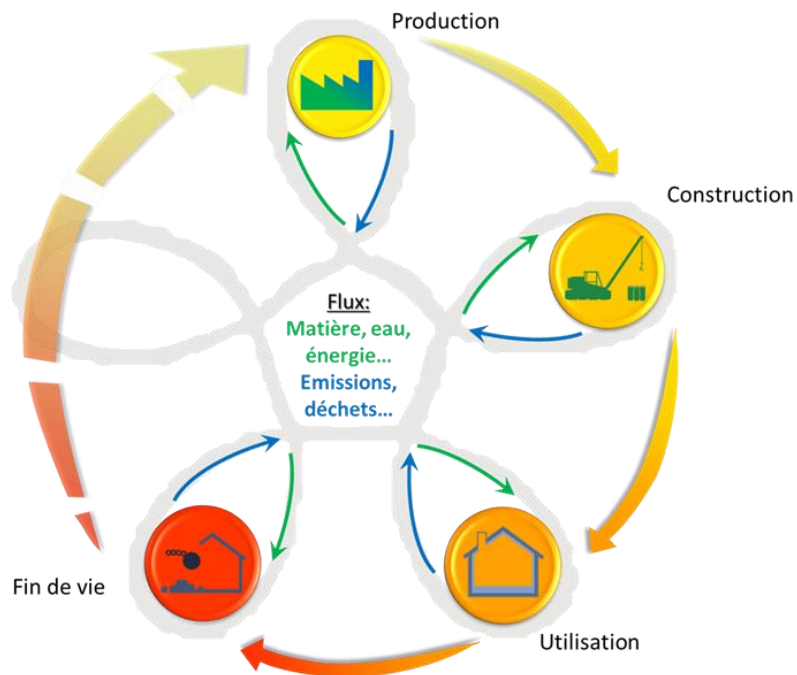 Production
Construction
Flux:
Matière, eau,
énergie...
Emissions,
déchets...
Fin de vie
Utilisation